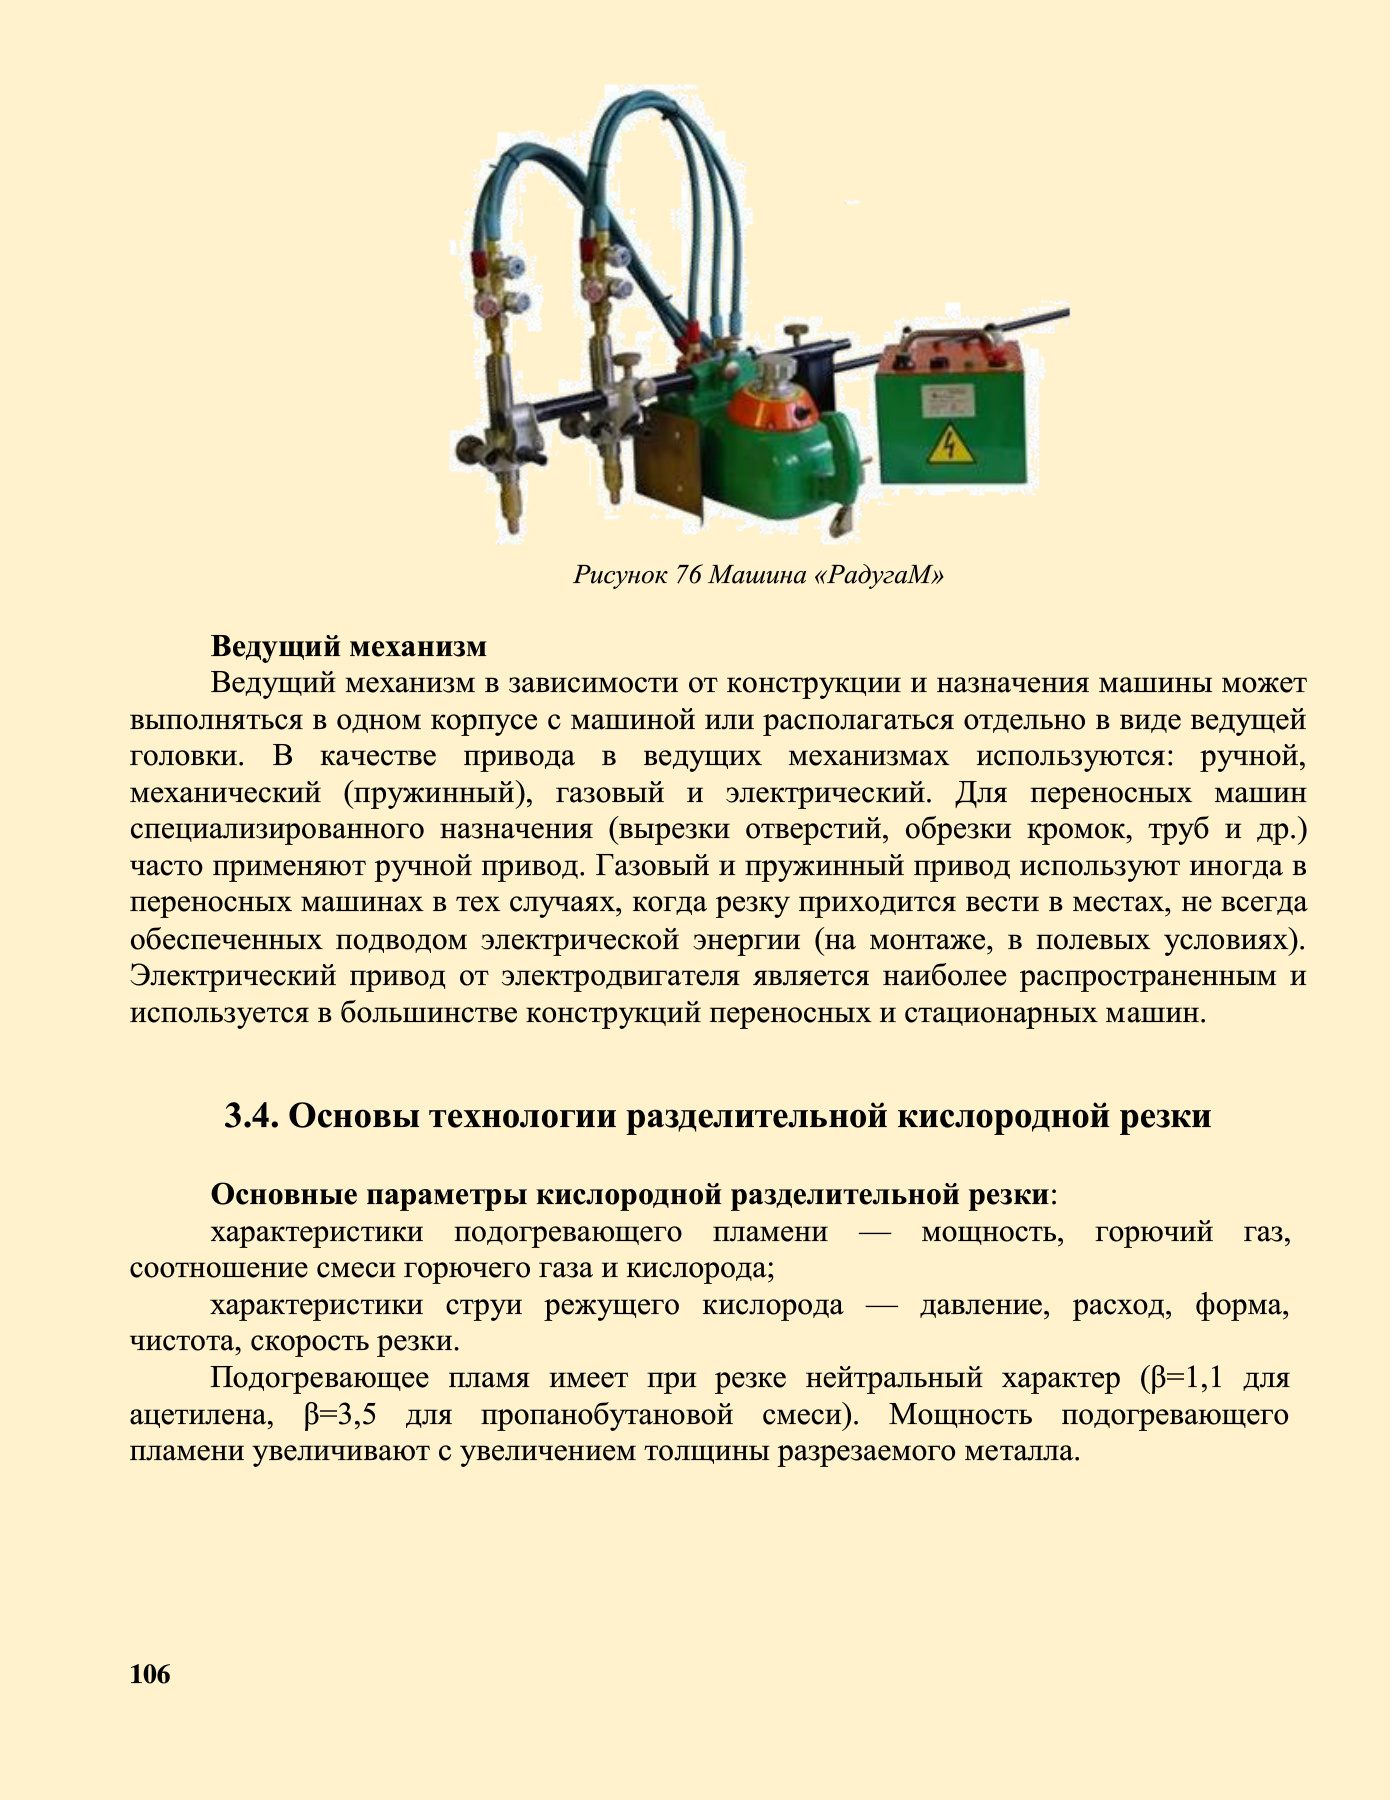 Рисунок 76 Машина «РадугаМ»
Ведущий механизм
Ведущий механизм в зависимости от конструкции и назначения машины может
выполняться в одном корпусе с машиной или располагаться отдельно в виде ведущей
головки. В качестве привода в ведущих механизмах используются: ручной,
механический (пружинный), газовый и электрический. Для переносных машин
специализированного назначения (вырезки отверстий, обрезки кромок, труб и др.)
часто применяют ручной привод. Газовый и пружинный привод используют иногда в
переносных машинах в тех случаях, когда резку приходится вести в местах, не всегда
обеспеченных подводом электрической энергии (на монтаже, в полевых условиях).
Электрический привод от электродвигателя является наиболее распространенным и
используется в большинстве конструкций переносных и стационарных машин.
3.4. Основы технологии разделительной кислородной резки
Основные параметры кислородной разделительной резки:
характеристики подогревающего пламени — мощность, горючий газ,
соотношение смеси горючего газа и кислорода;
характеристики струи режущего кислорода — давление, расход, форма,
чистота, скорость резки.
Подогревающее пламя имеет при резке нейтральный характер (β=1,1 для
ацетилена, β=3,5 для пропанобутановой смеси). Мощность подогревающего
пламени увеличивают с увеличением толщины разрезаемого металла.
106